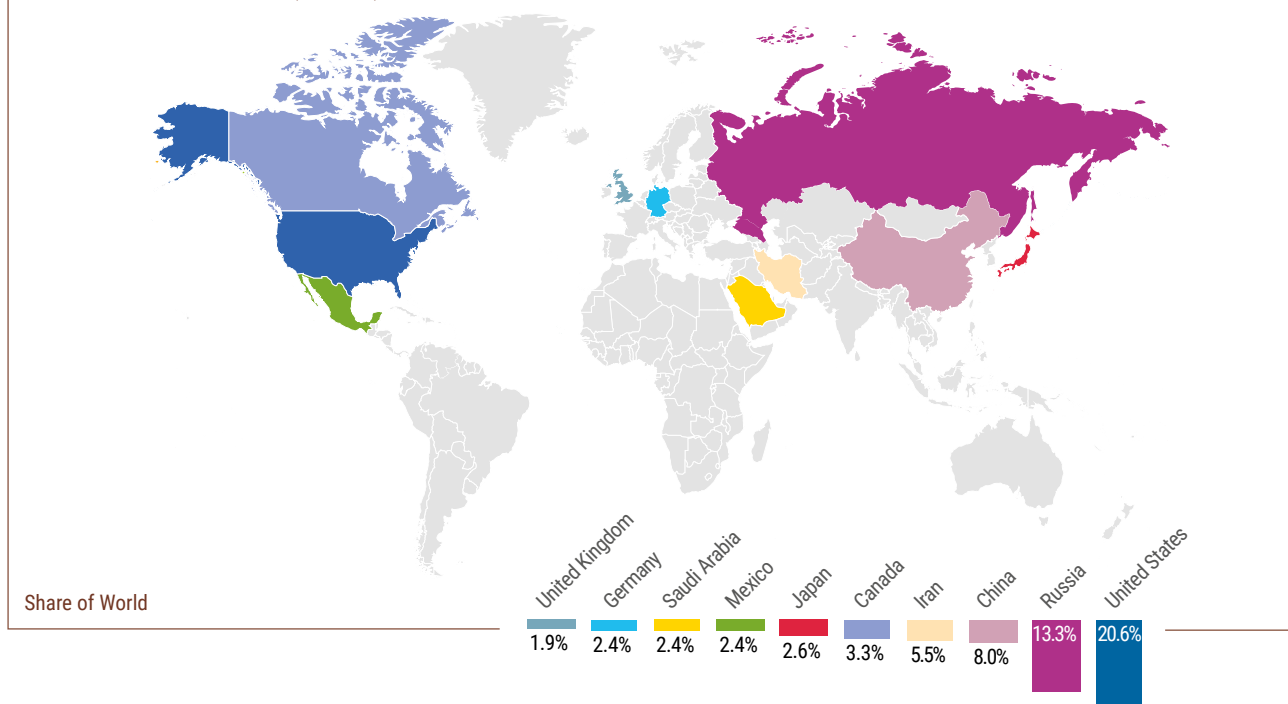 Share of World
United Kingdom
Germany
Saudi Arabia
Mexico
Japan
Canada
Iran
China
Russia
United States
1.9%
2.4%
2.4%
2.4%
2.6%
3.3%
5.5%
8.0%
13.3%
20.6%